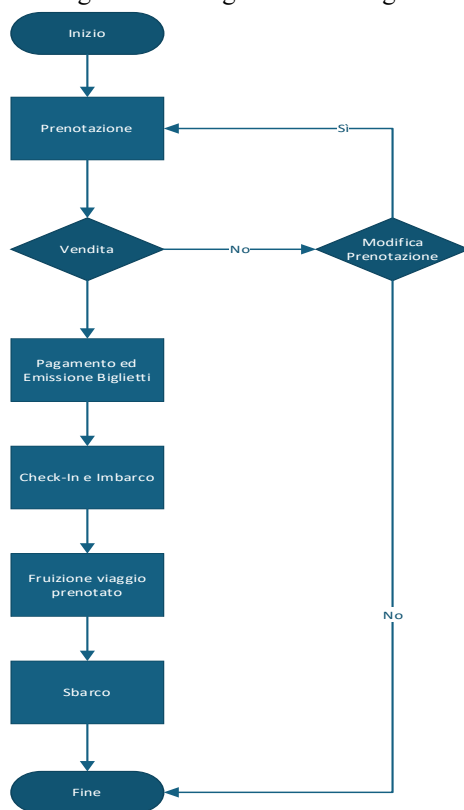 Inizio
Prenotazione
Sì
Vendita
No
Modifica
Prenotazione
Pagamento ed
Emissione Biglietti
Check-In e Imbarco
Fruizione viaggio
prenotato
No
Sbarco
Fine